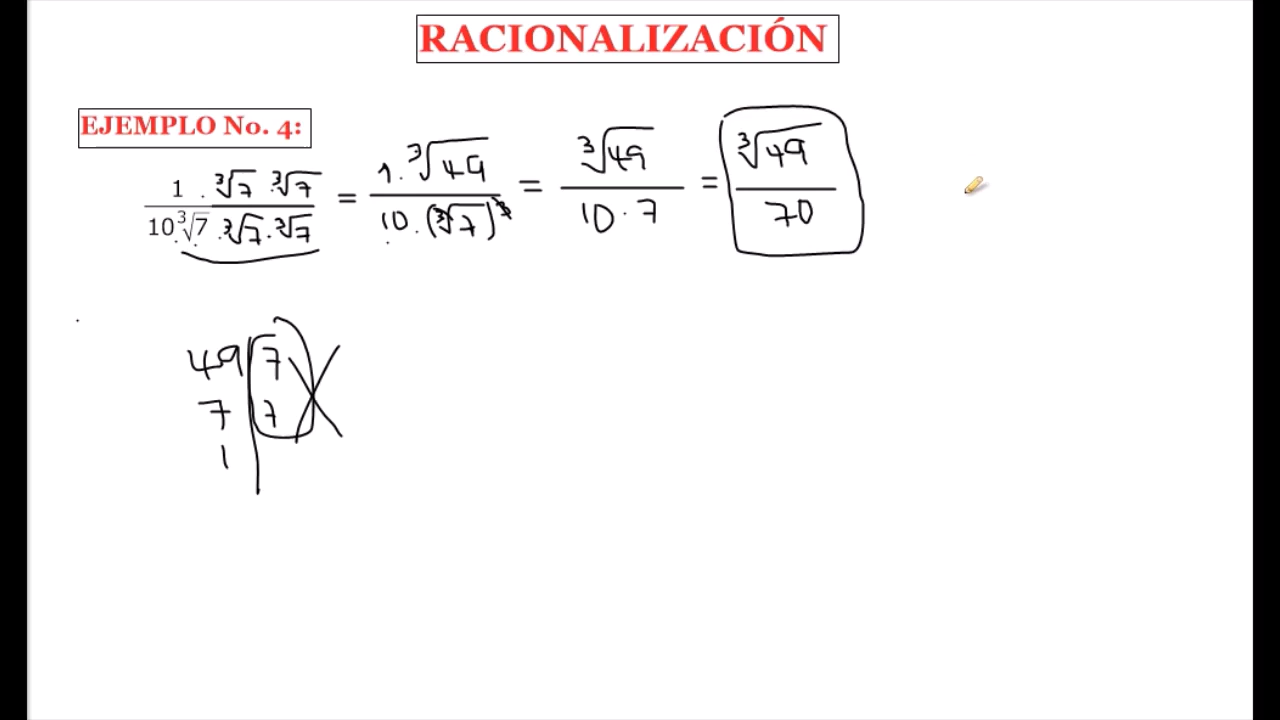 RACIONALIZACIÓN
EJEMPLO No. 4:
1/(10∛7) · (∛7 · ∛7)/(∛7 · ∛7) = (1 · ∛49)/(10 · (∛7)³) = ∛49/(10 · 7) = ∛49/70
49 | 7
7 | 7
1 |